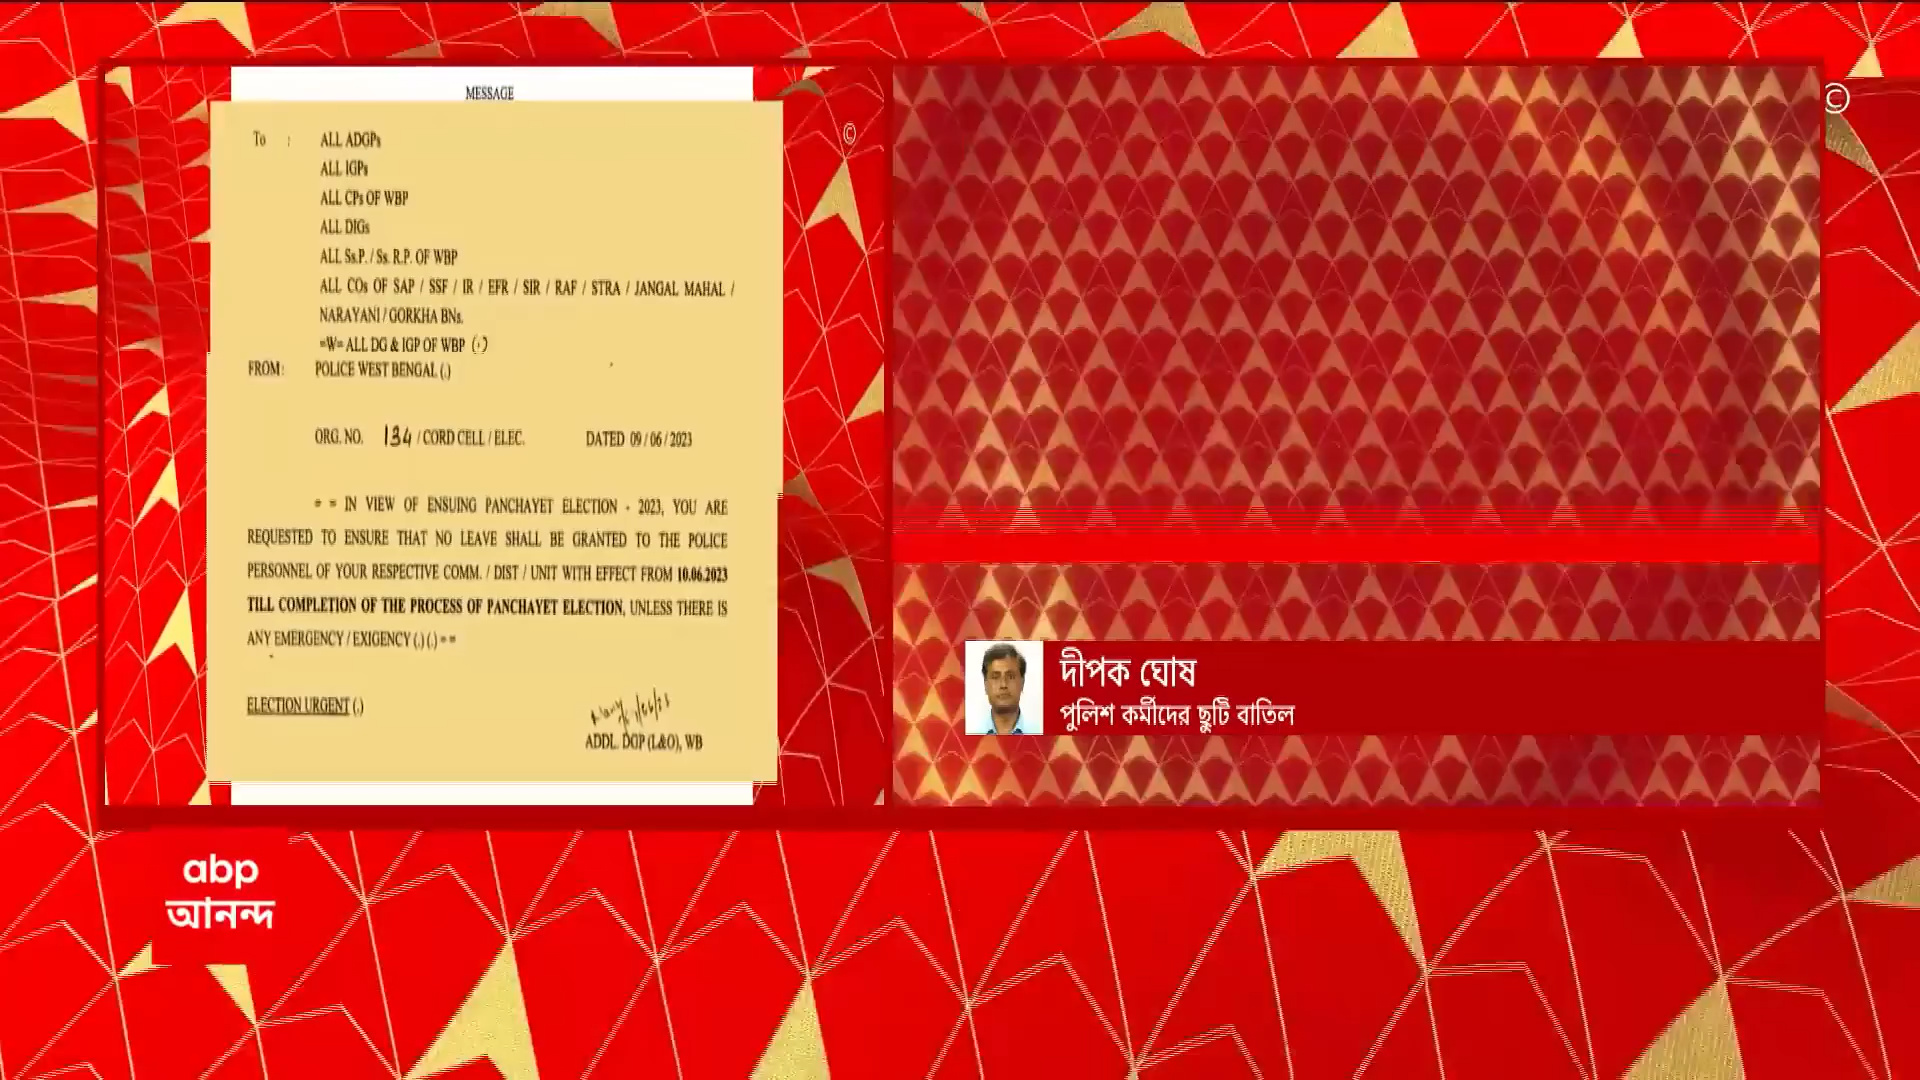 MESSAGE
To : ALL ADGPs
ALL IGPs
ALL CPs OF WBP
ALL DIGs
ALL Ss.P. / Ss. R.P. OF WBP
ALL COs OF SAP / SSF / IR / EFR / SIR / RAF / STRA / JANGAL MAHAL /
NARAYANI / GORKHA BNs.
=W= ALL DG & IGP OF WBP (.)
FROM: POLICE WEST BENGAL (.)
ORG. NO. 134 / CORD CELL / ELEC. DATED 09 / 06 / 2023
= = IN VIEW OF ENSUING PANCHAYET ELECTION - 2023, YOU ARE
REQUESTED TO ENSURE THAT NO LEAVE SHALL BE GRANTED TO THE POLICE
PERSONNEL OF YOUR RESPECTIVE COMM. / DIST / UNIT WITH EFFECT FROM 10.06.2023
TILL COMPLETION OF THE PROCESS OF PANCHAYET ELECTION, UNLESS THERE IS
ANY EMERGENCY / EXIGENCY (.) (.) = =
ELECTION URGENT (.)
ADDL. DGP (L&O), WB
©
©
দীপক ঘোষ
পুলিশ কর্মীদের ছুটি বাতিল
abp
আনন্দ